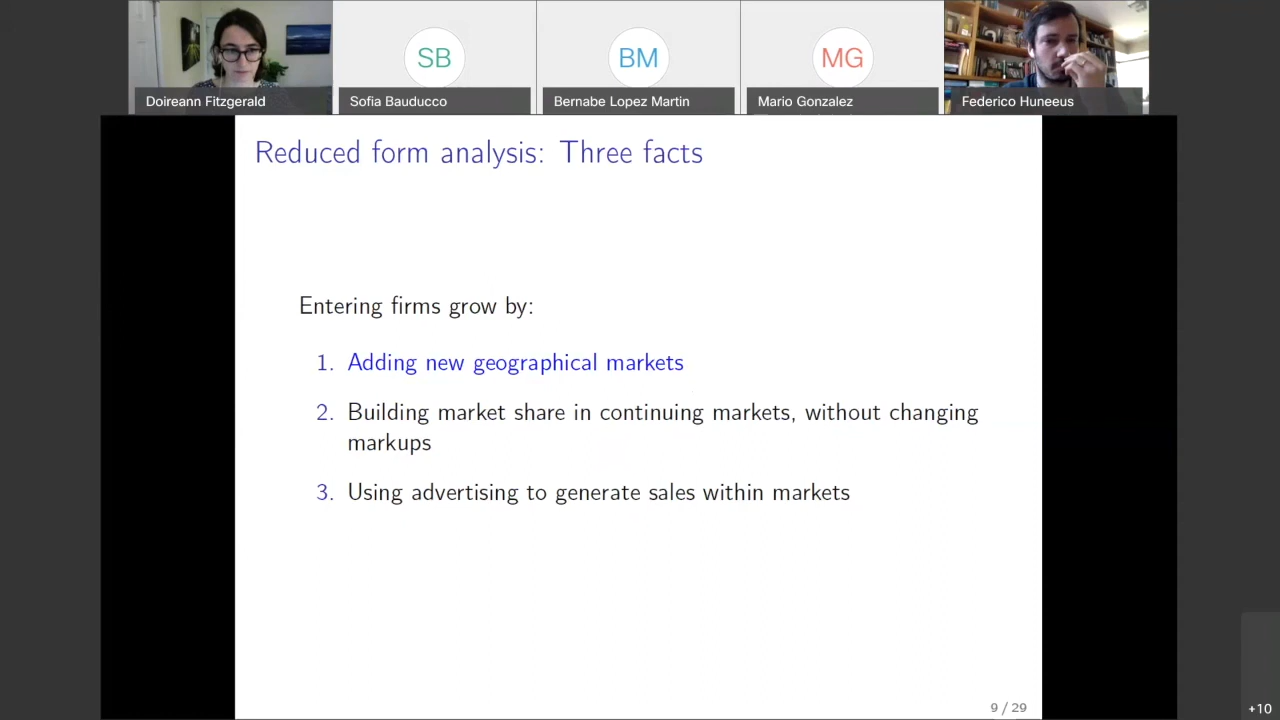 SB
BM
MG
Doireann Fitzgerald
Sofia Bauducco
Bernabe Lopez Martin
Mario Gonzalez
Federico Huneeus
Reduced form analysis: Three facts
Entering firms grow by:
1. Adding new geographical markets
2. Building market share in continuing markets, without changing
markups
3. Using advertising to generate sales within markets
9 / 29
+10